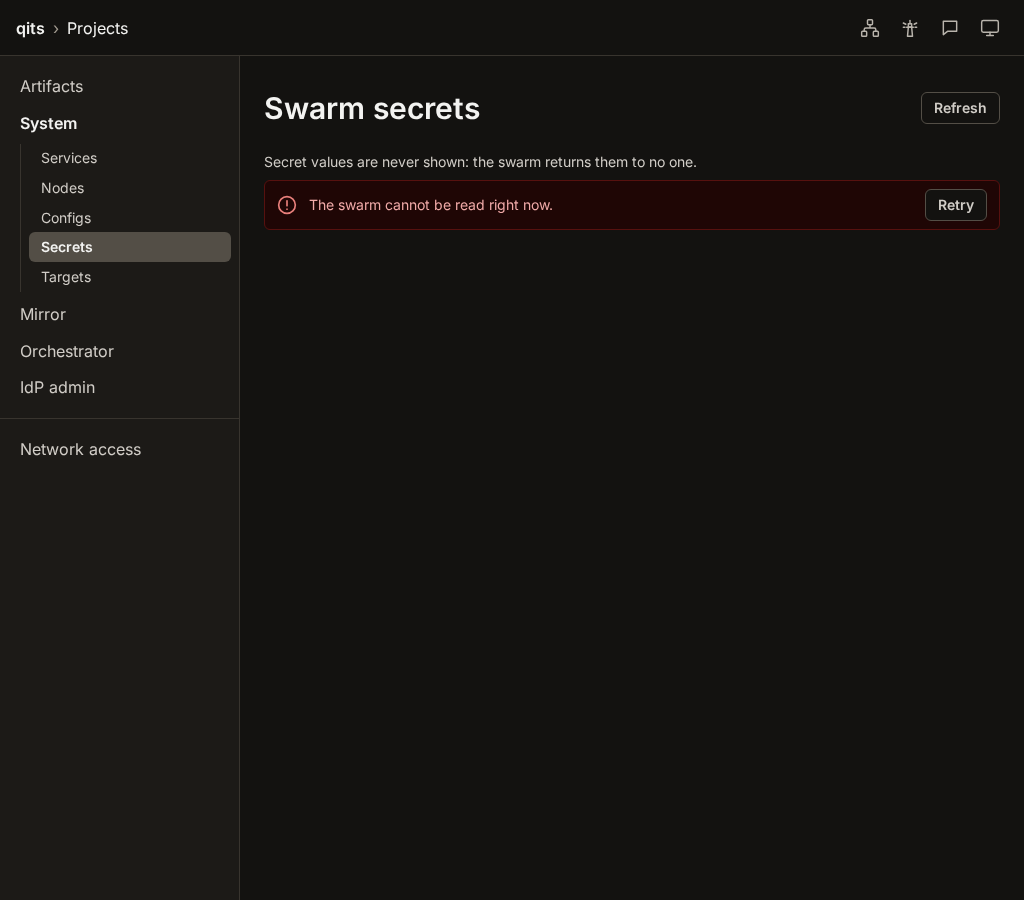 qits › Projects
Artifacts
System
Services
Nodes
Configs
Secrets
Targets
Mirror
Orchestrator
IdP admin
Network access
Swarm secrets
Refresh
Secret values are never shown: the swarm returns them to no one.
The swarm cannot be read right now.
Retry